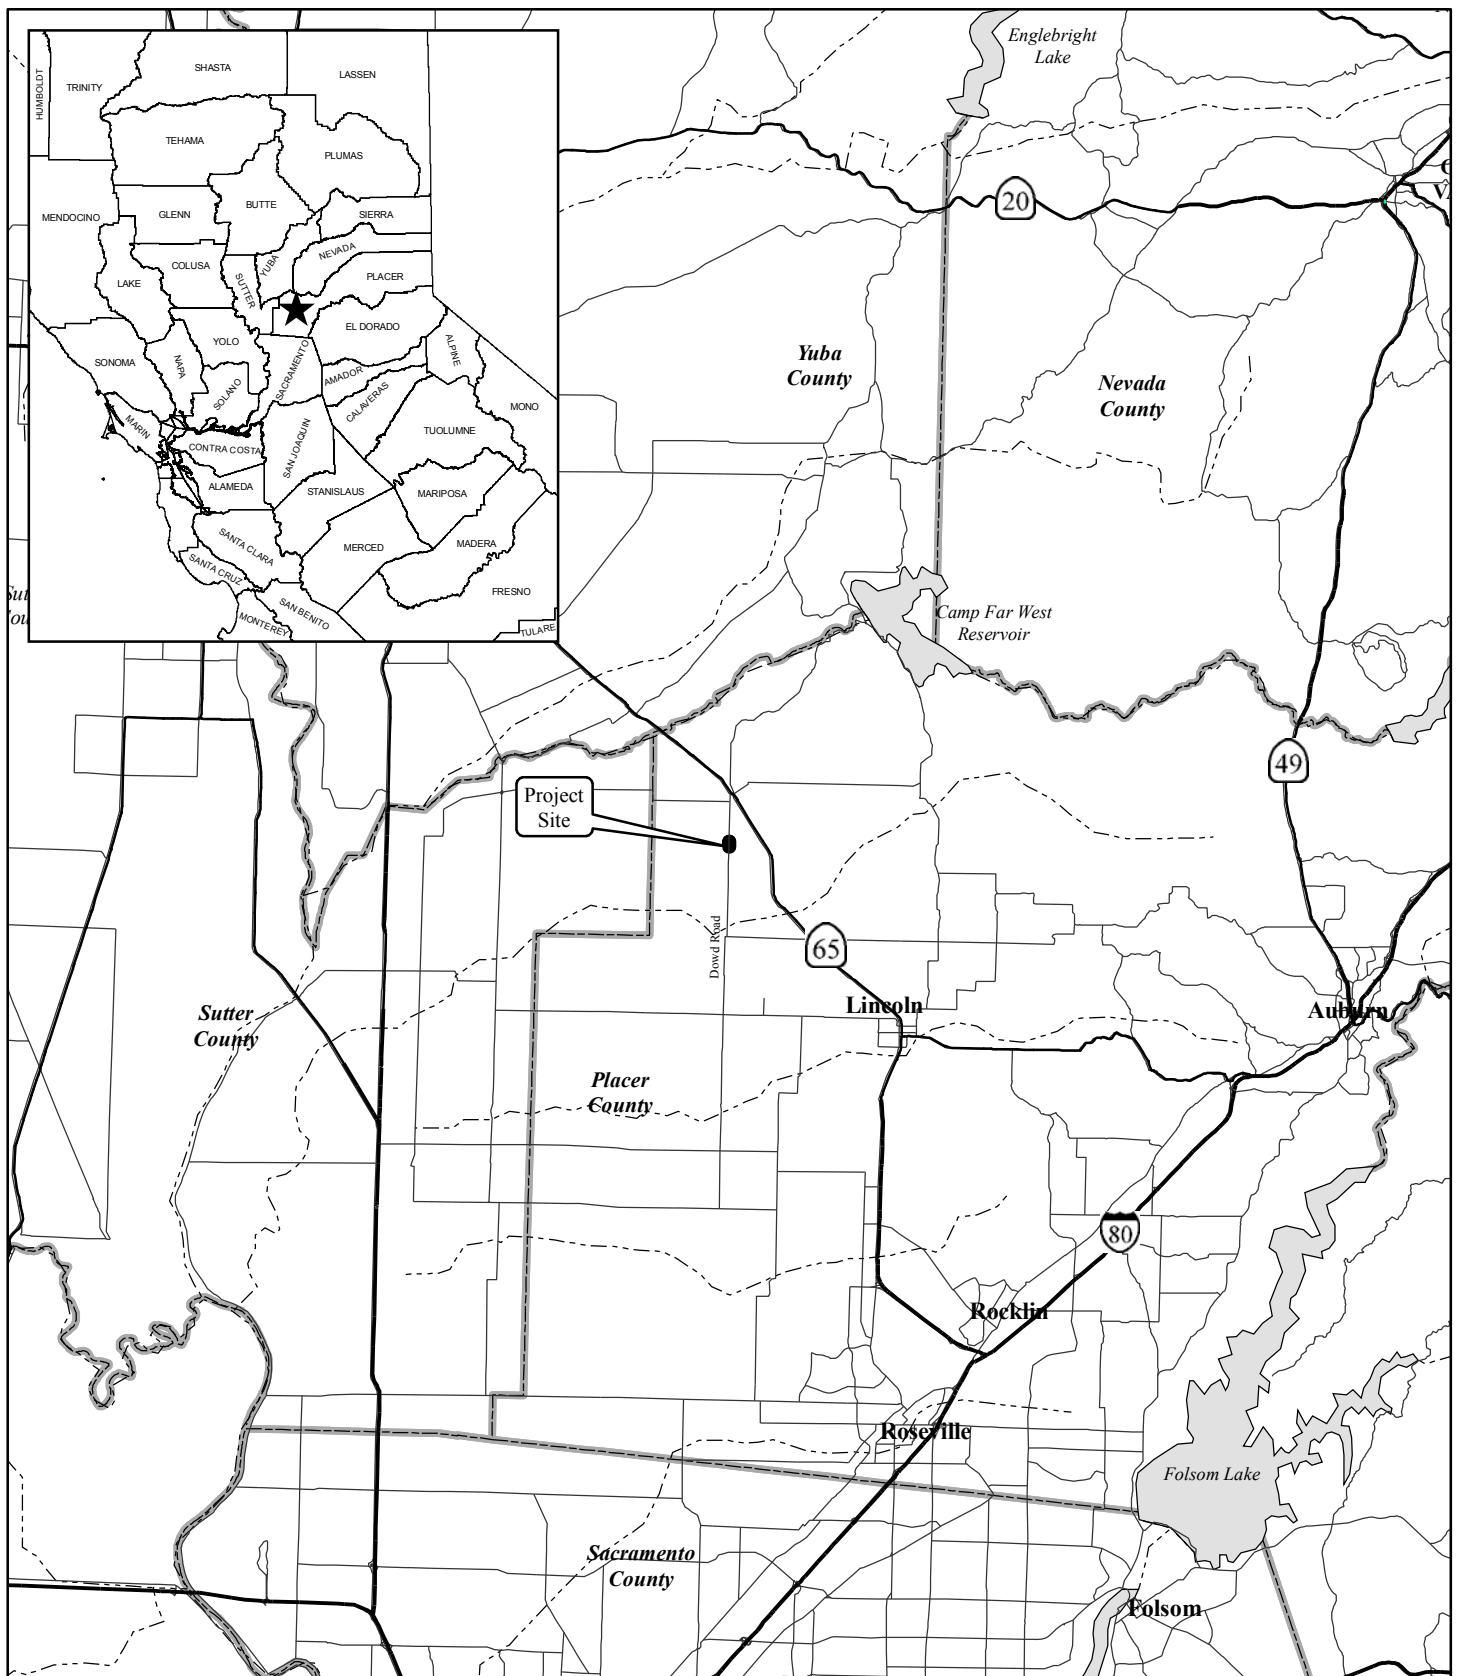 HUMBOLDT
TRINITY
SHASTA
LASSEN
TEHAMA
PLUMAS
MENDOCINO
GLENN
BUTTE
SIERRA
NEVADA
YUBA
COLUSA
SUTTER
PLACER
LAKE
EL DORADO
YOLO
SONOMA
NAPA
SACRAMENTO
ALPINE
AMADOR
SOLANO
CALAVERAS
MONO
MARIN
CONTRA COSTA
SAN JOAQUIN
TUOLUMNE
ALAMEDA
STANISLAUS
MARIPOSA
SANTA CLARA
MERCED
MADERA
SANTA CRUZ
SAN BENITO
FRESNO
MONTEREY
TULARE
Englebright
Lake
20
Yuba
County
Nevada
County
Camp Far West
Reservoir
49
Project
Site
Dowd Road
65
Lincoln
Auburn
Sutter
County
Placer
County
80
Rocklin
Roseville
Folsom Lake
Sacramento
County
Folsom